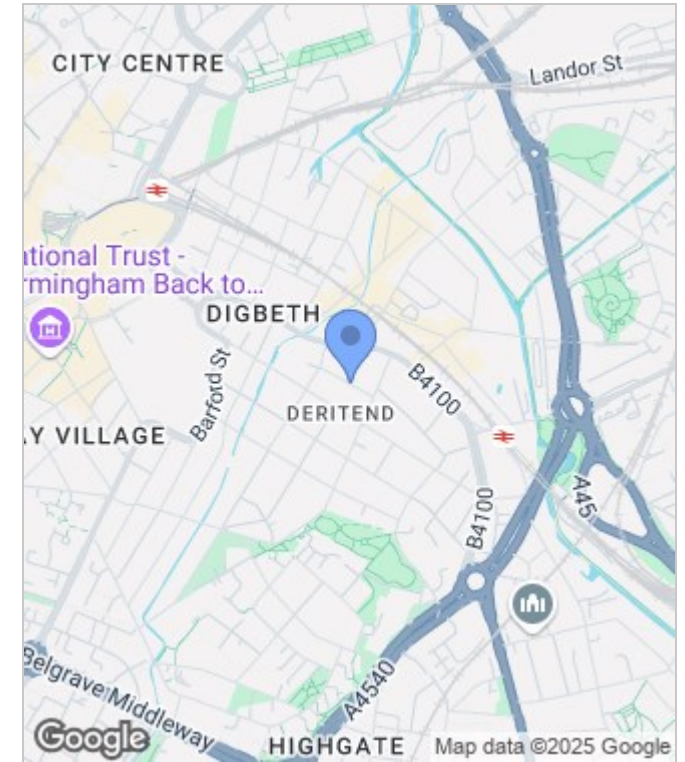 CITY CENTRE
Landor St
ational Trust -
rmingham Back to...
DIGBETH
Barford St
B4100
DERITEND
AY VILLAGE
A45
B4100
A4540
Belgrave Middleway
HIGHGATE
Google
Map data ©2025 Google